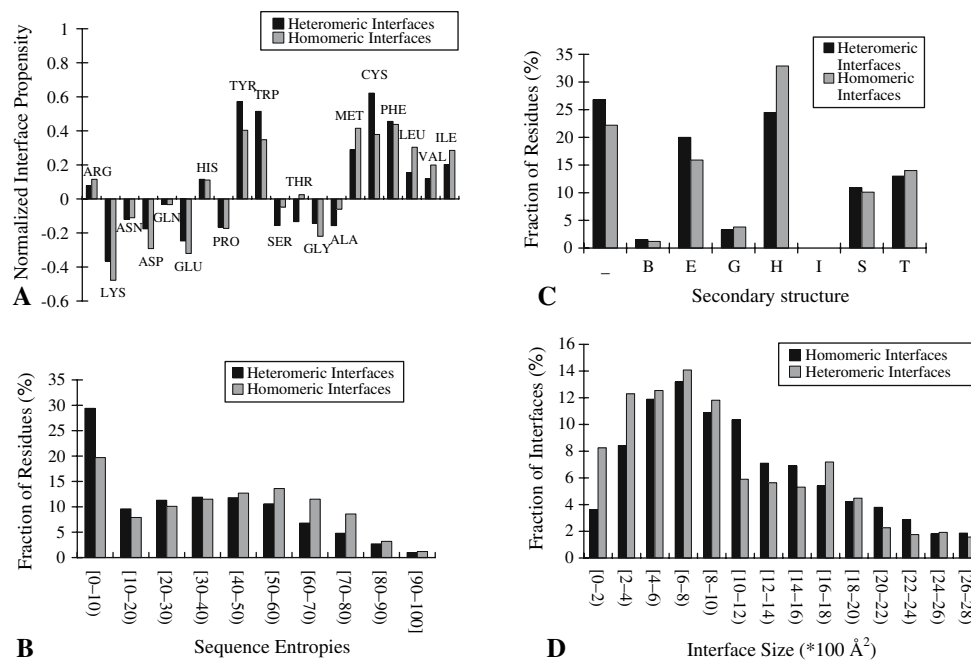 Heteromeric Interfaces
Homomeric Interfaces
Normalized Interface Propensity
1
0.8
0.6
0.4
0.2
0
-0.2
-0.4
-0.6
ARG
LYS
ASN
ASP
GLN
GLU
HIS
PRO
TYR
TRP
SER
THR
GLY
ALA
MET
CYS
PHE
LEU
VAL
ILE
A
Heteromeric
Interfaces
Homomeric
Interfaces
Fraction of Residues (%)
40
35
30
25
20
15
10
5
0
_ B E G H I S T
Secondary structure
C
Heteromeric Interfaces
Homomeric Interfaces
Fraction of Residues (%)
35
30
25
20
15
10
5
0
[0–10)
[10–20)
[20–30)
[30–40)
[40–50)
[50–60)
[60–70)
[70–80)
[80–90)
[90–100]
Sequence Entropies
B
Homomeric Interfaces
Heteromeric Interfaces
Fraction of Interfaces (%)
16
14
12
10
8
6
4
2
0
[0–2)
[2–4)
[4–6)
[6–8)
[8–10)
[10–12)
[12–14)
[14–16)
[16–18)
[18–20)
[20–22)
[22–24)
[24–26)
[26–28)
Interface Size (*100 Å²)
D